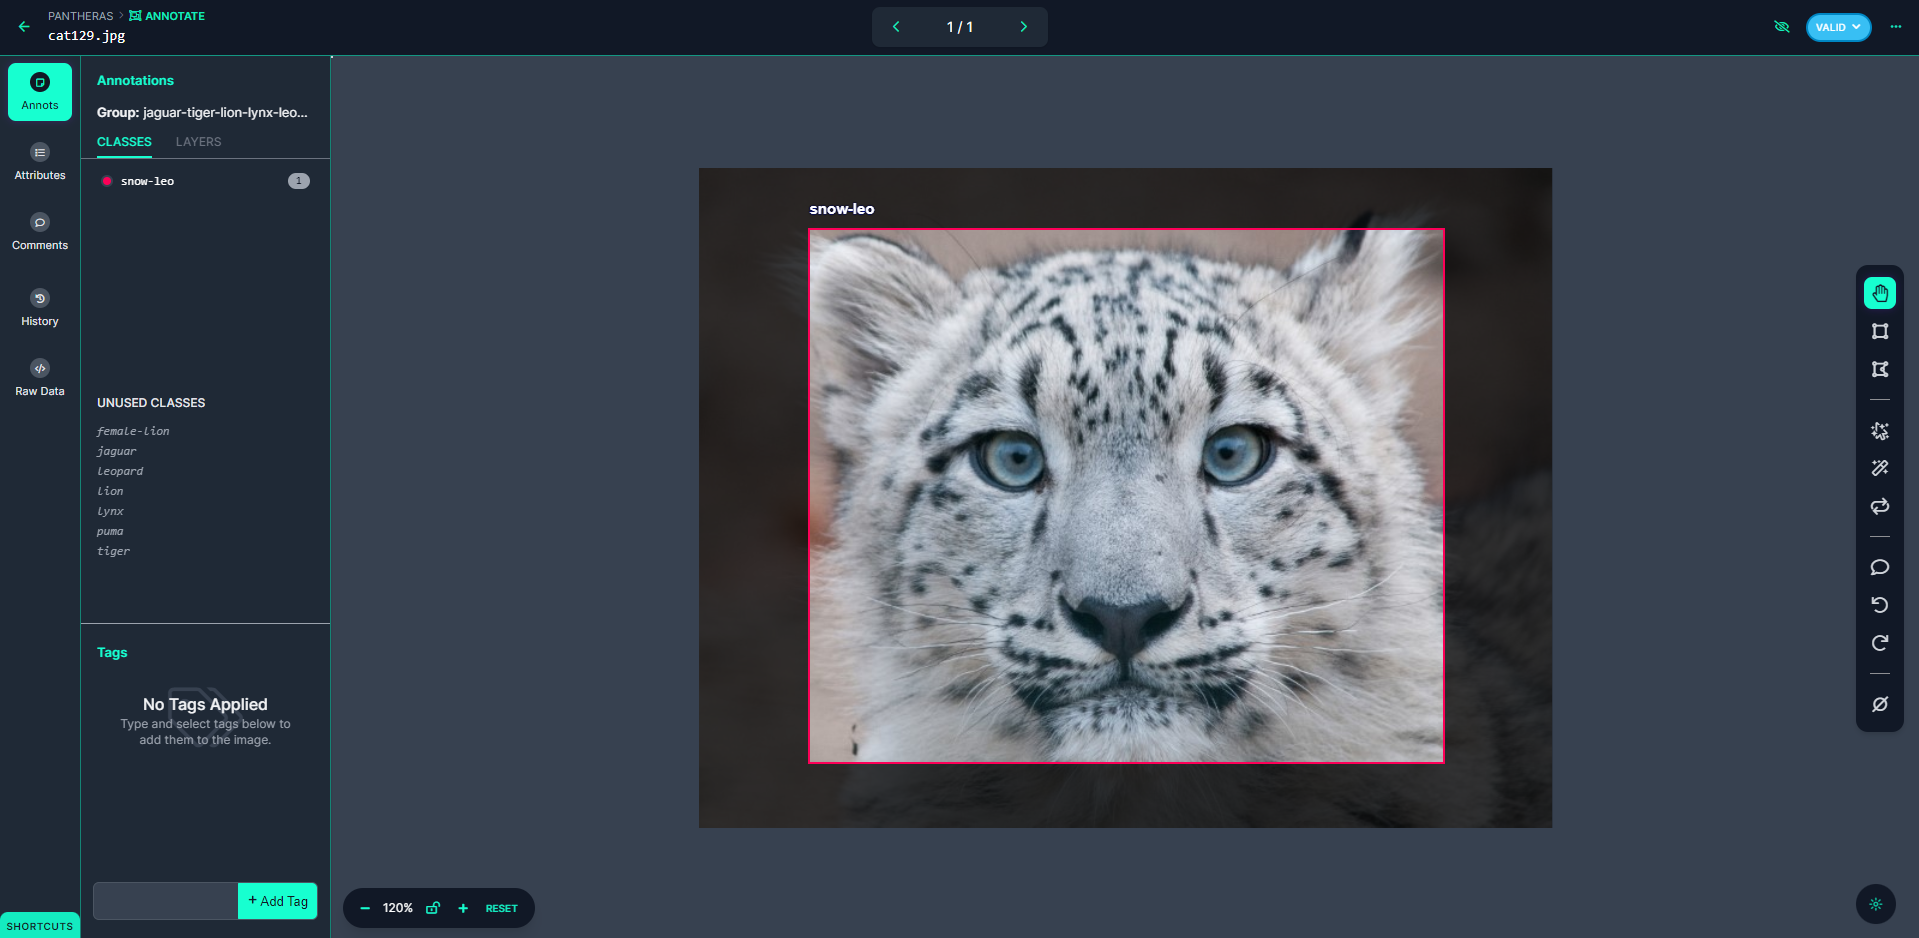 PANTHERAS > ANNOTATE
cat129.jpg
1 / 1
VALID
Annots
Attributes
Comments
History
Raw Data
SHORTCUTS
Annotations
Group: jaguar-tiger-lion-lynx-leo...
CLASSES LAYERS
snow-leo 1
UNUSED CLASSES
female-lion
jaguar
leopard
lion
lynx
puma
tiger
Tags
No Tags Applied
Type and select tags below to
add them to the image.
+ Add Tag
snow-leo
120% RESET